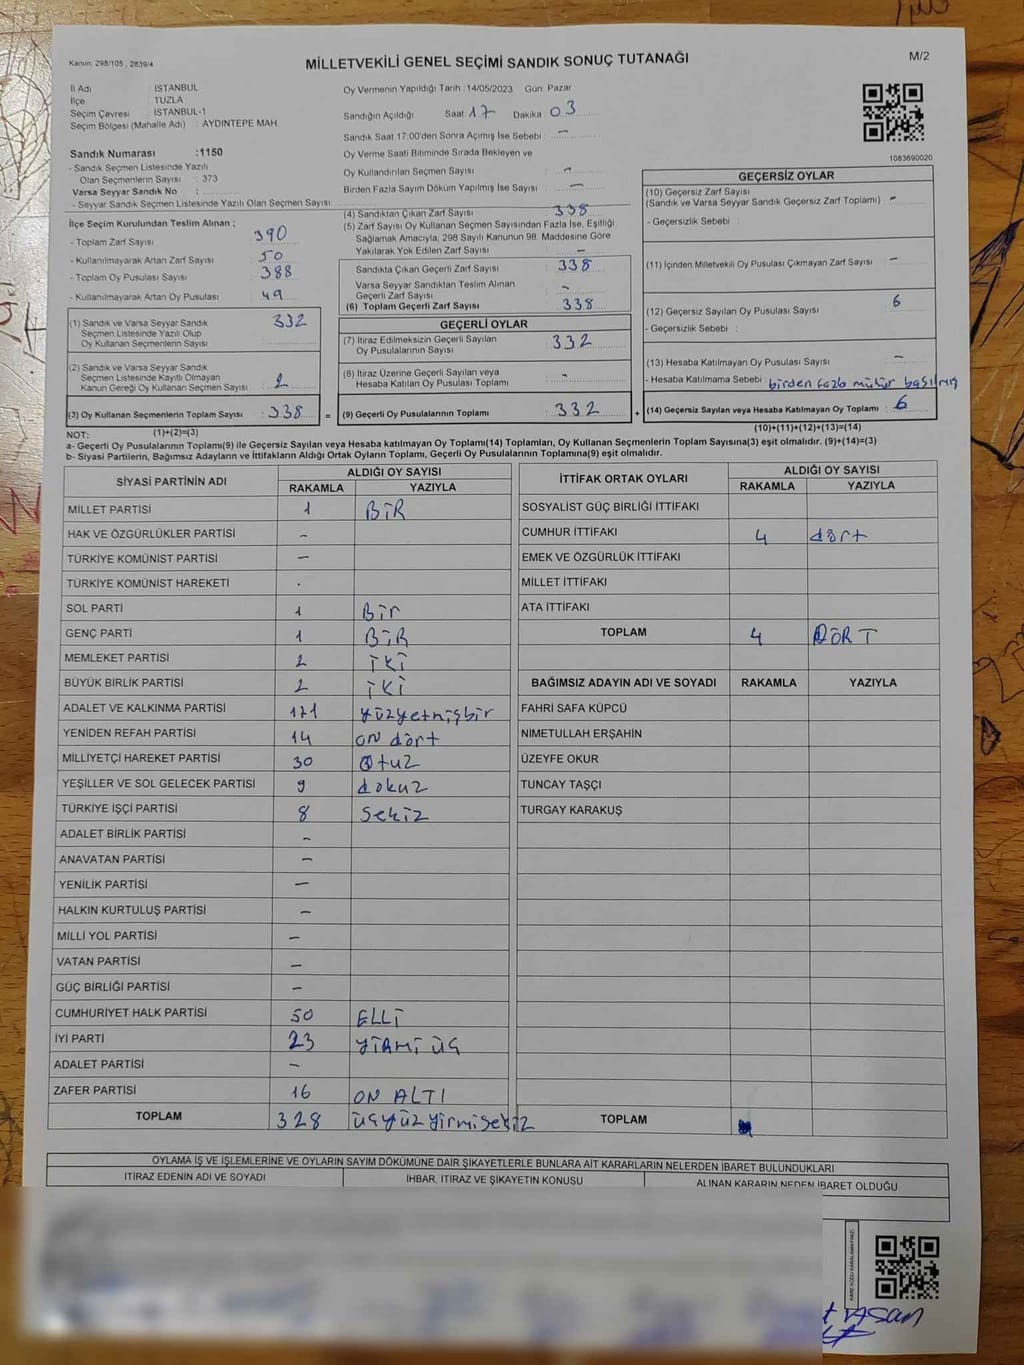 Kanun: 298/105 , 2839/4
MİLLETVEKİLİ GENEL SEÇİMİ SANDIK SONUÇ TUTANAĞI
M/2
İl Adı : İSTANBUL
İlçe : TUZLA
Seçim Çevresi : İSTANBUL-1
Seçim Bölgesi (Mahalle Adı) : AYDINTEPE MAH
Sandık Numarası :1150
- Sandık Seçmen Listesinde Yazılı
Olan Seçmenlerin Sayısı : 373
Varsa Seyyar Sandık No :
- Seyyar Sandık Seçmen Listesinde Yazılı Olan Seçmen Sayısı:
Oy Vermenin Yapıldığı Tarih : 14/05/2023 Gün: Pazar
Sandığın Açıldığı Saat 17 Dakika 03
Sandık Saat 17:00'den Sonra Açılmış İse Sebebi : -
Oy Verme Saati Bitiminde Sırada Bekleyen ve
Oy Kullandırılan Seçmen Sayısı : -
Birden Fazla Sayım Döküm Yapılmış İse Sayısı : -
1083690020
İlçe Seçim Kurulundan Teslim Alınan ;
- Toplam Zarf Sayısı : 390
- Kullanılmayarak Artan Zarf Sayısı : 50
- Toplam Oy Pusulası Sayısı : 388
- Kullanılmayarak Artan Oy Pusulası : 49
(1) Sandık ve Varsa Seyyar Sandık 332
Seçmen Listesinde Yazılı Olup
Oy Kullanan Seçmenlerin Sayısı :
(2) Sandık ve Varsa Seyyar Sandık
Seçmen Listesinde Kayıtlı Olmayan
Kanun Gereği Oy Kullanan Seçmen Sayısı :
(3) Oy Kullanan Seçmenlerin Toplam Sayısı : 338
(1)+(2)=(3)
(4) Sandıktan Çıkan Zarf Sayısı : 338
(5) Zarf Sayısı Oy Kullanan Seçmen Sayısından Fazla İse, Eşitliği
Sağlamak Amacıyla, 298 Sayılı Kanunun 98. Maddesine Göre
Yakılarak Yok Edilen Zarf Sayısı : -
Sandıkta Çıkan Geçerli Zarf Sayısı : 338
Varsa Seyyar Sandıktan Teslim Alınan
Geçerli Zarf Sayısı : -
(6) Toplam Geçerli Zarf Sayısı : 338
GEÇERLİ OYLAR
(7) İtiraz Edilmeksizin Geçerli Sayılan
Oy Pusulalarının Sayısı : 332
(8) İtiraz Üzerine Geçerli Sayılan veya
Hesaba Katılan Oy Pusulası Toplamı : -
= (9) Geçerli Oy Pusulalarının Toplamı : 332
GEÇERSİZ OYLAR
(10) Geçersiz Zarf Sayısı
(Sandık ve Varsa Seyyar Sandık Geçersiz Zarf Toplamı) : -
- Geçersizlik Sebebi :
(11) İçinden Milletvekili Oy Pusulası Çıkmayan Zarf Sayısı : -
(12) Geçersiz Sayılan Oy Pusulası Sayısı : 6
- Geçersizlik Sebebi :
(13) Hesaba Katılmayan Oy Pusulası Sayısı : -
- Hesaba Katılmama Sebebi : birden fazla mühür basılmış
+ (14) Geçersiz Sayılan veya Hesaba Katılmayan Oy Toplamı : 6
(10)+(11)+(12)+(13)=(14)
NOT:
a- Geçerli Oy Pusulalarının Toplamı(9) ile Geçersiz Sayılan veya Hesaba katılmayan Oy Toplamı(14) Toplamları, Oy Kullanan Seçmenlerin Toplam Sayısına(3) eşit olmalıdır. (9)+(14)=(3)
b- Siyasi Partilerin, Bağımsız Adayların ve İttifakların Aldığı Ortak Oyların Toplamı, Geçerli Oy Pusulalarının Toplamına(9) eşit olmalıdır.
SİYASİ PARTİNİN ADI
ALDIĞI OY SAYISI
RAKAMLA YAZIYLA
MİLLET PARTİSİ 1 BİR
HAK VE ÖZGÜRLÜKLER PARTİSİ -
TÜRKİYE KOMÜNİST PARTİSİ -
TÜRKİYE KOMÜNİST HAREKETİ .
SOL PARTİ 1 Bir
GENÇ PARTİ 1 BİR
MEMLEKET PARTİSİ 2 İKİ
BÜYÜK BİRLİK PARTİSİ 2 İKİ
ADALET VE KALKINMA PARTİSİ 171 yüzyetmişbir
YENİDEN REFAH PARTİSİ 14 ON dört
MİLLİYETÇİ HAREKET PARTİSİ 30 Otuz
YEŞİLLER VE SOL GELECEK PARTİSİ 9 dokuz
TÜRKİYE İŞÇİ PARTİSİ 8 Sekiz
ADALET BİRLİK PARTİSİ -
ANAVATAN PARTİSİ -
YENİLİK PARTİSİ -
HALKIN KURTULUŞ PARTİSİ -
MİLLİ YOL PARTİSİ -
VATAN PARTİSİ -
GÜÇ BİRLİĞİ PARTİSİ -
CUMHURİYET HALK PARTİSİ 50 ELLİ
İYİ PARTİ 23 YİRMİ ÜÇ
ADALET PARTİSİ -
ZAFER PARTİSİ 16 ON ALTI
TOPLAM 328 üçyüz yirmisekiz
İTTİFAK ORTAK OYLARI
ALDIĞI OY SAYISI
RAKAMLA YAZIYLA
SOSYALİST GÜÇ BİRLİĞİ İTTİFAKI
CUMHUR İTTİFAKI 4 dört
EMEK VE ÖZGÜRLÜK İTTİFAKI
MİLLET İTTİFAKI
ATA İTTİFAKI
TOPLAM 4 DÖRT
BAĞIMSIZ ADAYIN ADI VE SOYADI RAKAMLA YAZIYLA
FAHRİ SAFA KÜPCÜ
NİMETULLAH ERŞAHİN
ÜZEYFE OKUR
TUNCAY TAŞÇI
TURGAY KARAKUŞ
TOPLAM
OYLAMA İŞ VE İŞLEMLERİNE VE OYLARIN SAYIM DÖKÜMÜNE DAİR ŞİKAYETLERLE BUNLARA AİT KARARLARIN NELERDEN İBARET BULUNDUKLARI
İTİRAZ EDENİN ADI VE SOYADI İHBAR, İTİRAZ VE ŞİKAYETİN KONUSU ALINAN KARARIN NEDEN İBARET OLDUĞU
KARE KODU KARALAMAYINIZ!